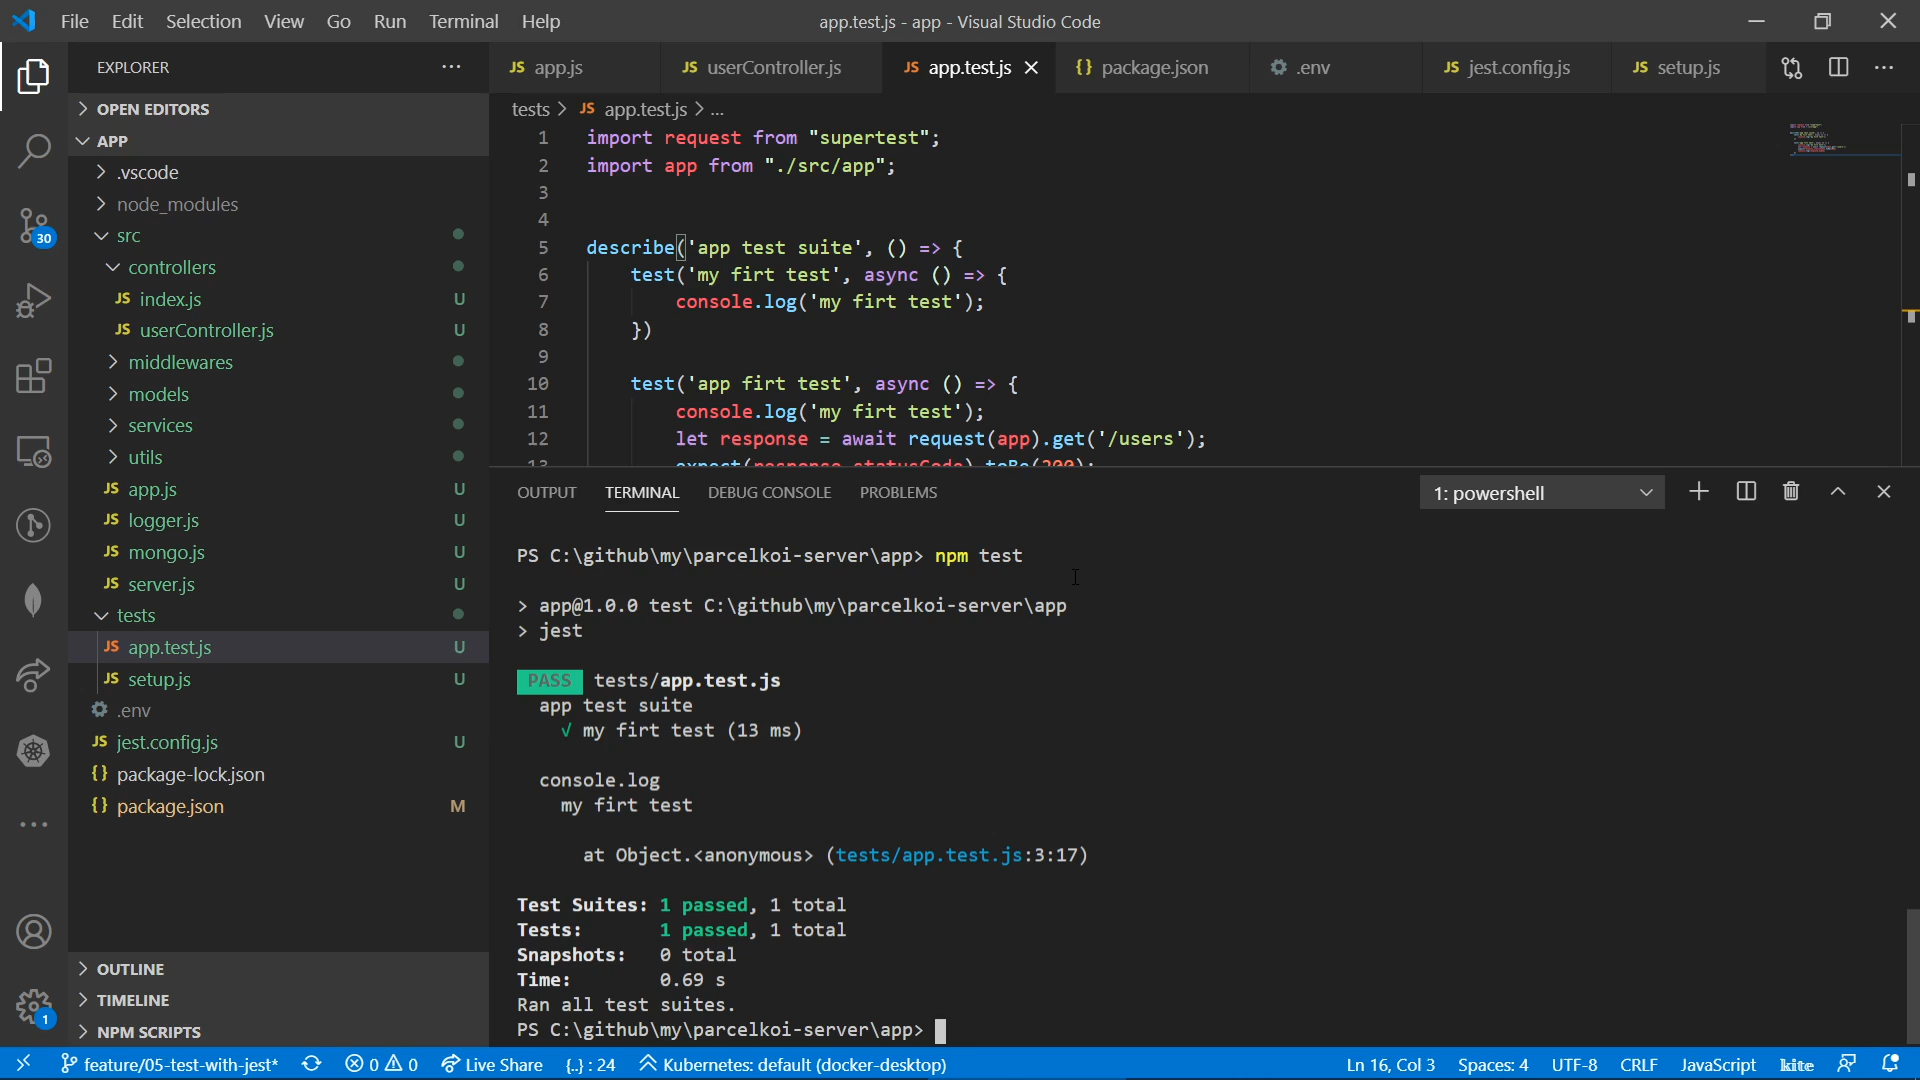 File Edit Selection View Go Run Terminal Help
app.test.js - app - Visual Studio Code
EXPLORER
OPEN EDITORS
APP
.vscode
node_modules
src
controllers
JS index.js U
JS userController.js U
middlewares
models
services
utils
JS app.js U
JS logger.js U
JS mongo.js U
JS server.js U
tests
JS app.test.js U
JS setup.js U
.env
JS jest.config.js U
{} package-lock.json
{} package.json M
OUTLINE
TIMELINE
NPM SCRIPTS
30
1
JS app.js JS userController.js JS app.test.js {} package.json .env JS jest.config.js JS setup.js
tests > JS app.test.js > ...
1 import request from "supertest";
2 import app from "./src/app";
3
4
5 describe('app test suite', () => {
6 test('my firt test', async () => {
7 console.log('my firt test');
8 })
9
10 test('app firt test', async () => {
11 console.log('my firt test');
12 let response = await request(app).get('/users');
13 expect(response.statusCode).toBe(200);
OUTPUT TERMINAL DEBUG CONSOLE PROBLEMS
1: powershell
PS C:\github\my\parcelkoi-server\app> npm test
> app@1.0.0 test C:\github\my\parcelkoi-server\app
> jest
PASS tests/app.test.js
app test suite
√ my firt test (13 ms)
console.log
my firt test
at Object.<anonymous> (tests/app.test.js:3:17)
Test Suites: 1 passed, 1 total
Tests: 1 passed, 1 total
Snapshots: 0 total
Time: 0.69 s
Ran all test suites.
PS C:\github\my\parcelkoi-server\app>
feature/05-test-with-jest* 0 0 Live Share {..} : 24 Kubernetes: default (docker-desktop) Ln 16, Col 3 Spaces: 4 UTF-8 CRLF JavaScript kite